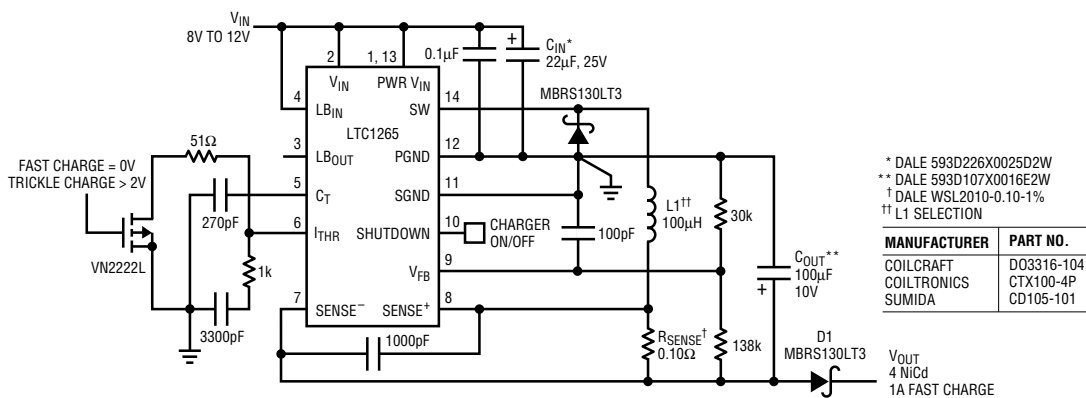 VIN
8V TO 12V
2
1, 13
0.1µF
+
CIN*
22µF, 25V
VIN
PWR VIN
MBRS130LT3
4
LBIN
SW
14
LTC1265
51Ω
3
LBOUT
PGND
12
FAST CHARGE = 0V
TRICKLE CHARGE > 2V
5
CT
SGND
11
L1††
100µH
30k
270pF
6
ITHR
SHUTDOWN
10
CHARGER
ON/OFF
100pF
VN2222L
1k
VFB
9
COUT**
100µF
10V
+
7
SENSE−
SENSE+
8
3300pF
1000pF
RSENSE†
0.10Ω
138k
D1
MBRS130LT3
VOUT
4 NiCd
1A FAST CHARGE
* DALE 593D226X0025D2W
** DALE 593D107X0016E2W
† DALE WSL2010-0.10-1%
†† L1 SELECTION
MANUFACTURER PART NO.
COILCRAFT DO3316-104
COILTRONICS CTX100-4P
SUMIDA CD105-101